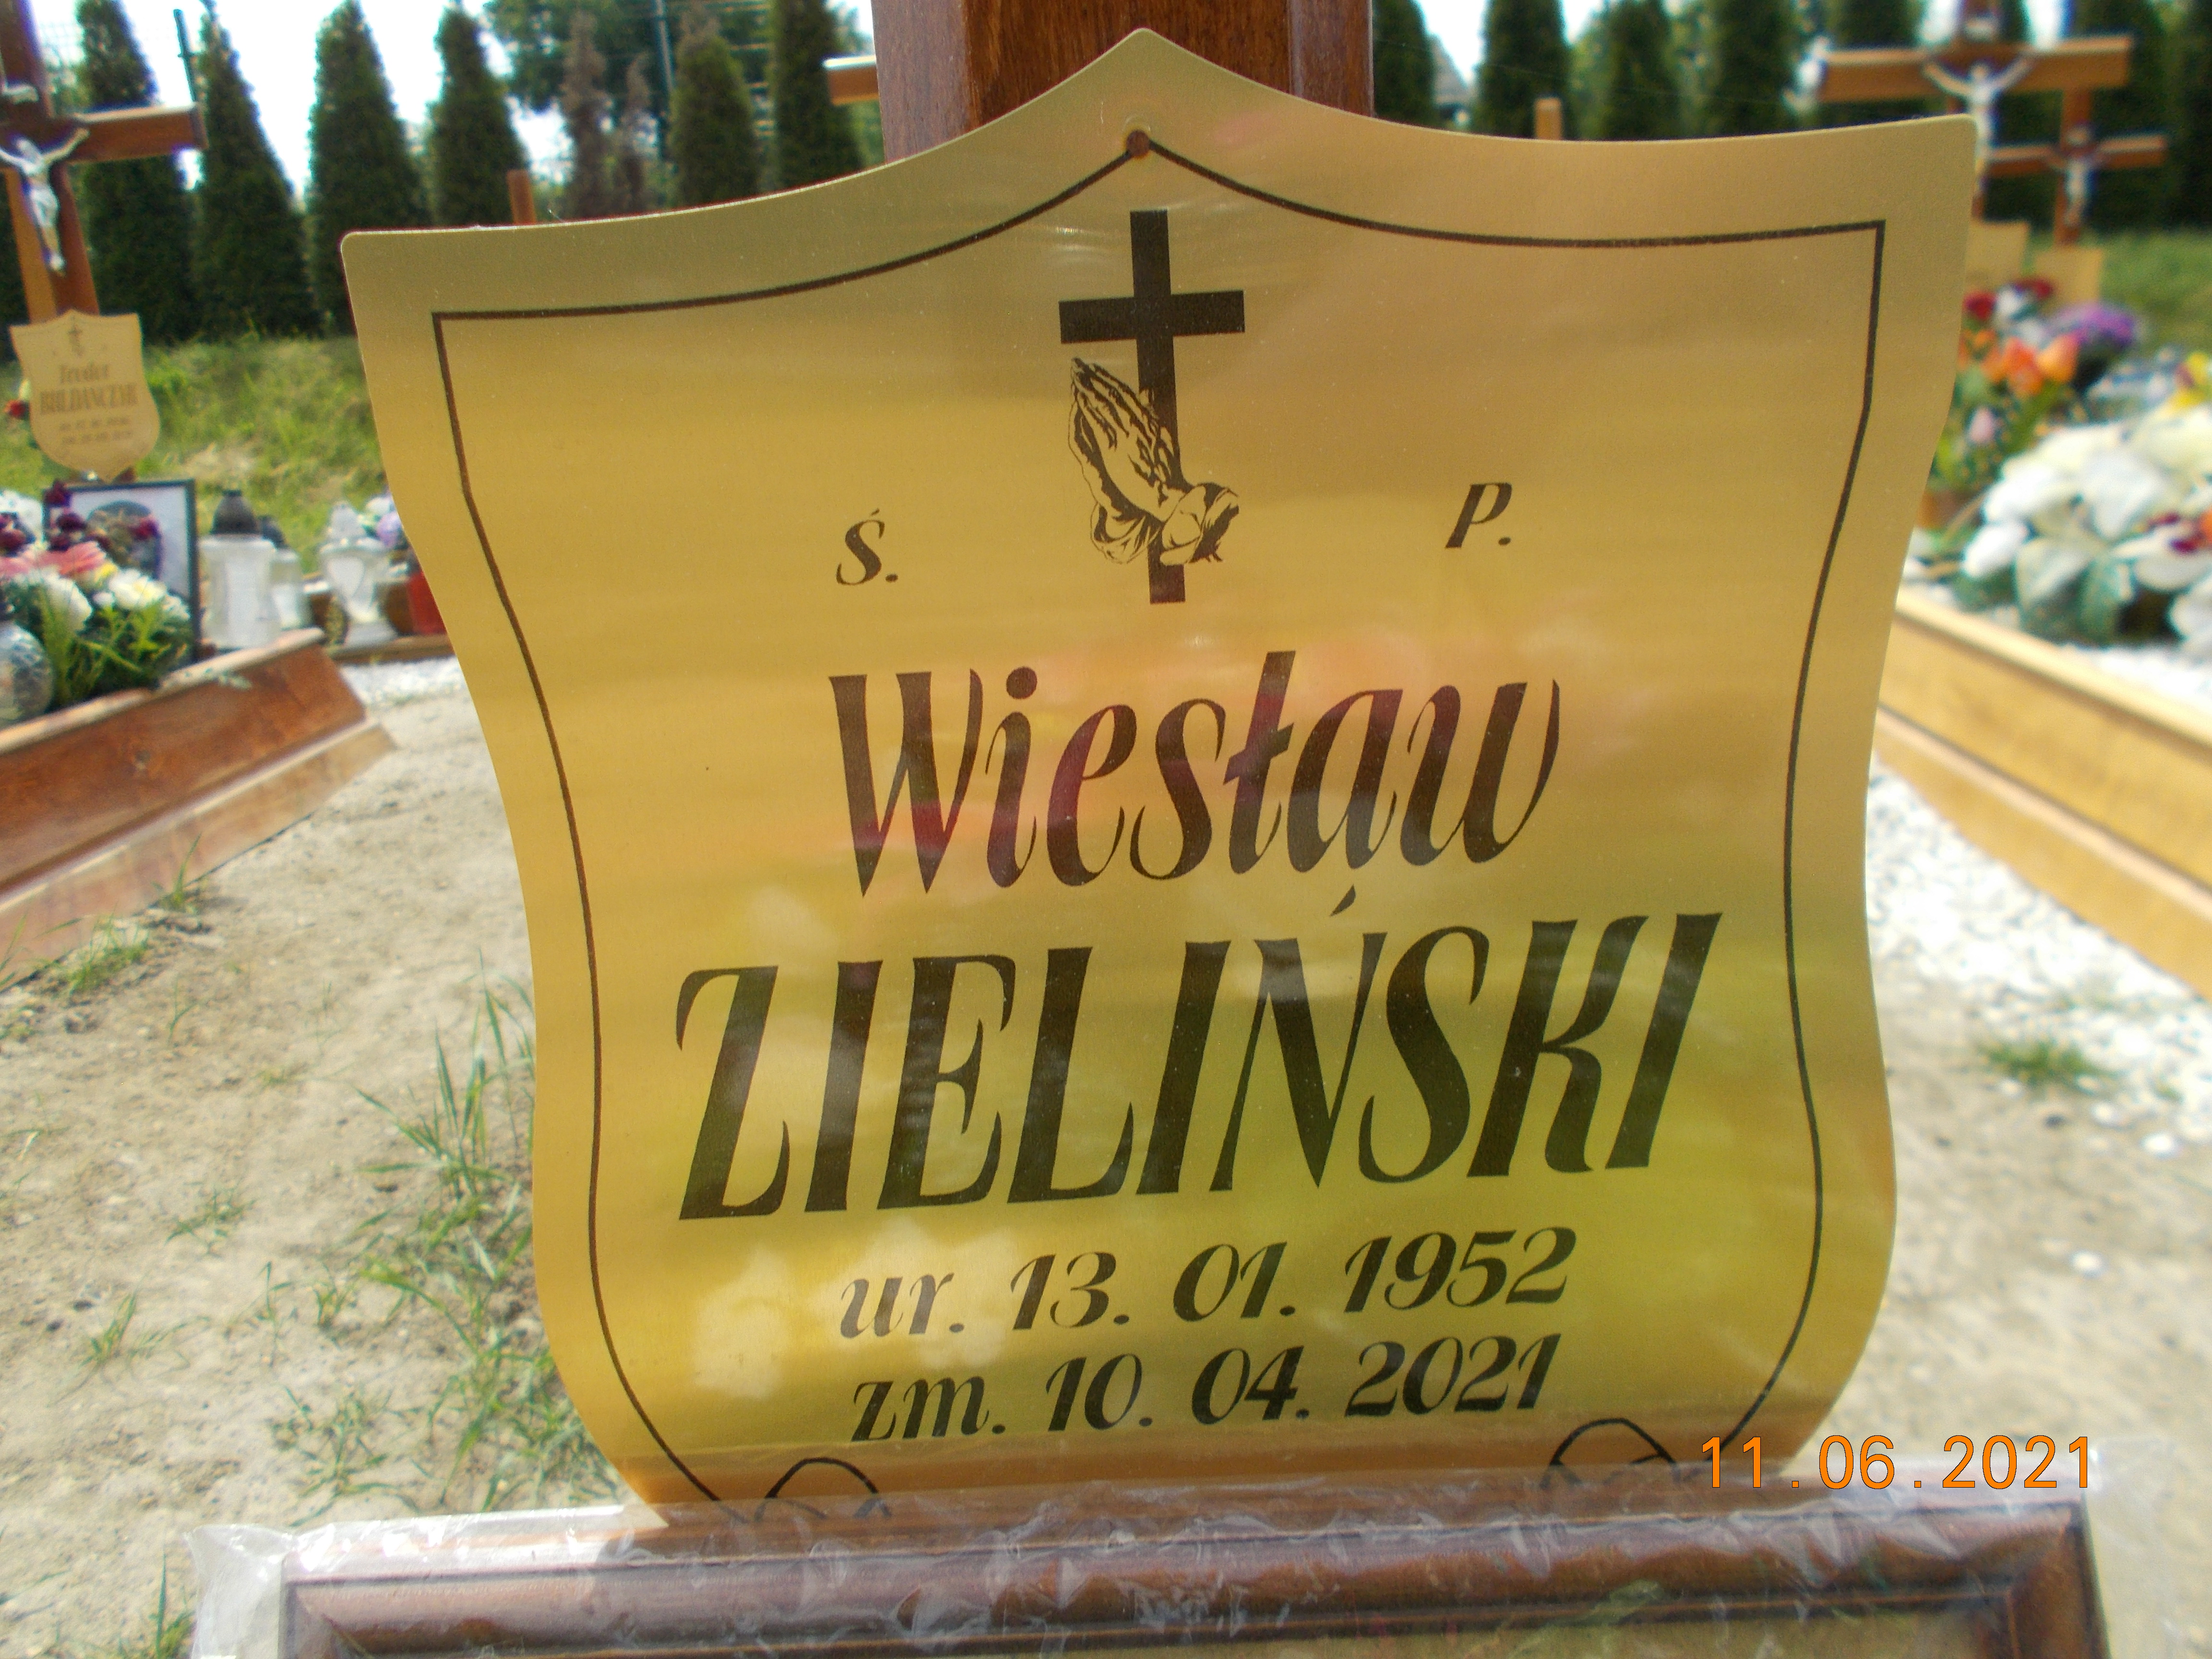 Ś. P.
Wiesław
ZIELIŃSKI
ur. 13. 01. 1952
zm. 10. 04. 2021
11.06.2021